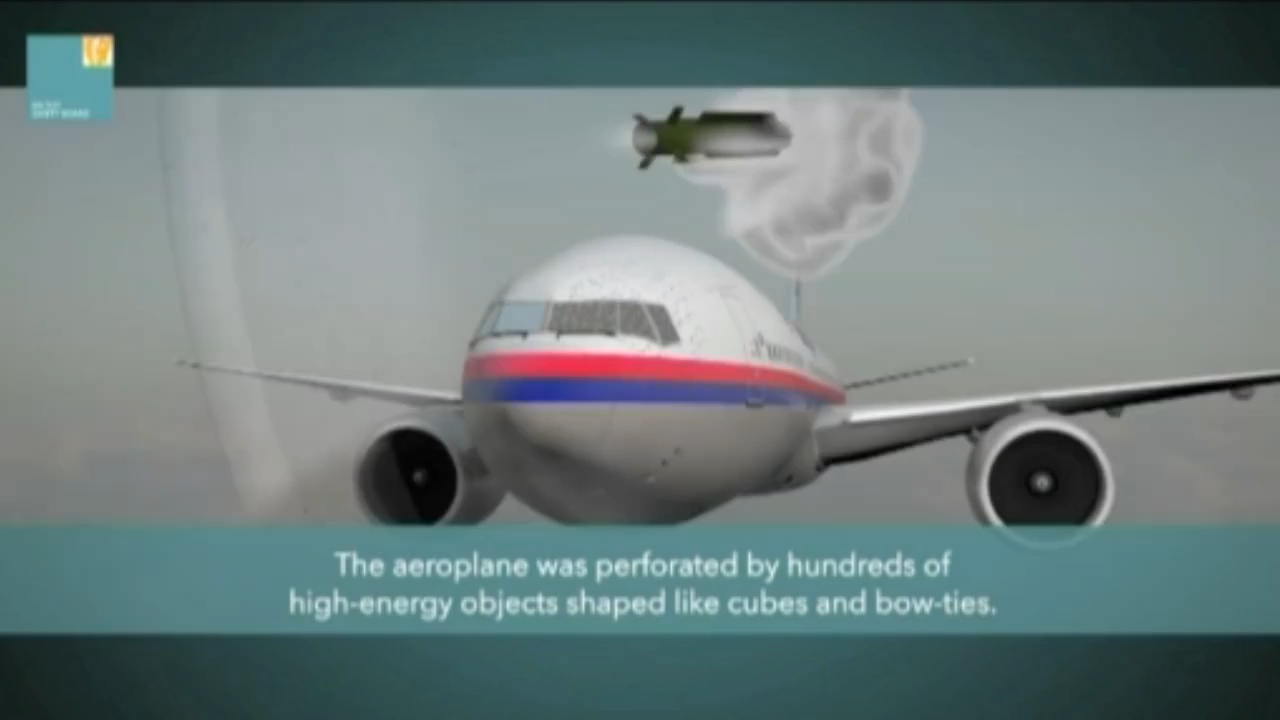 The aeroplane was perforated by hundreds of
high-energy objects shaped like cubes and bow-ties.